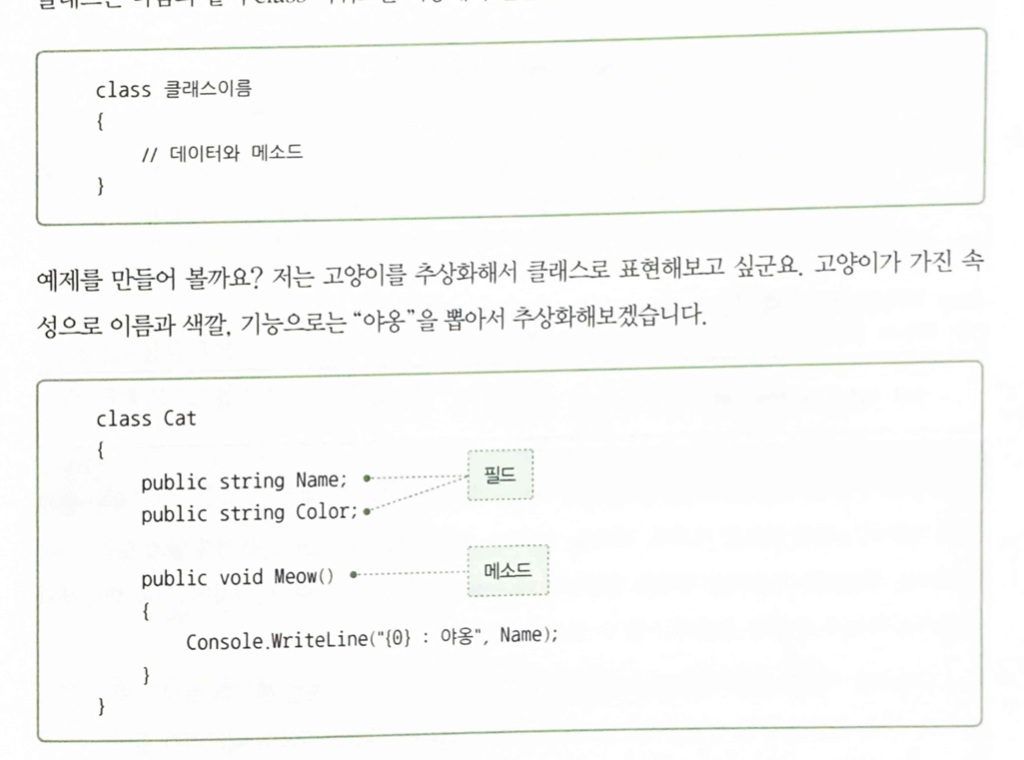 class 클래스이름
{
// 데이터와 메소드
}
예제를 만들어 볼까요? 저는 고양이를 추상화해서 클래스로 표현해보고 싶군요. 고양이가 가진 속
성으로 이름과 색깔, 기능으로는 “야옹”을 뽑아서 추상화해보겠습니다.
class Cat
{
public string Name; 필드
public string Color;
public void Meow() 메소드
{
Console.WriteLine("{0} : 야옹", Name);
}
}